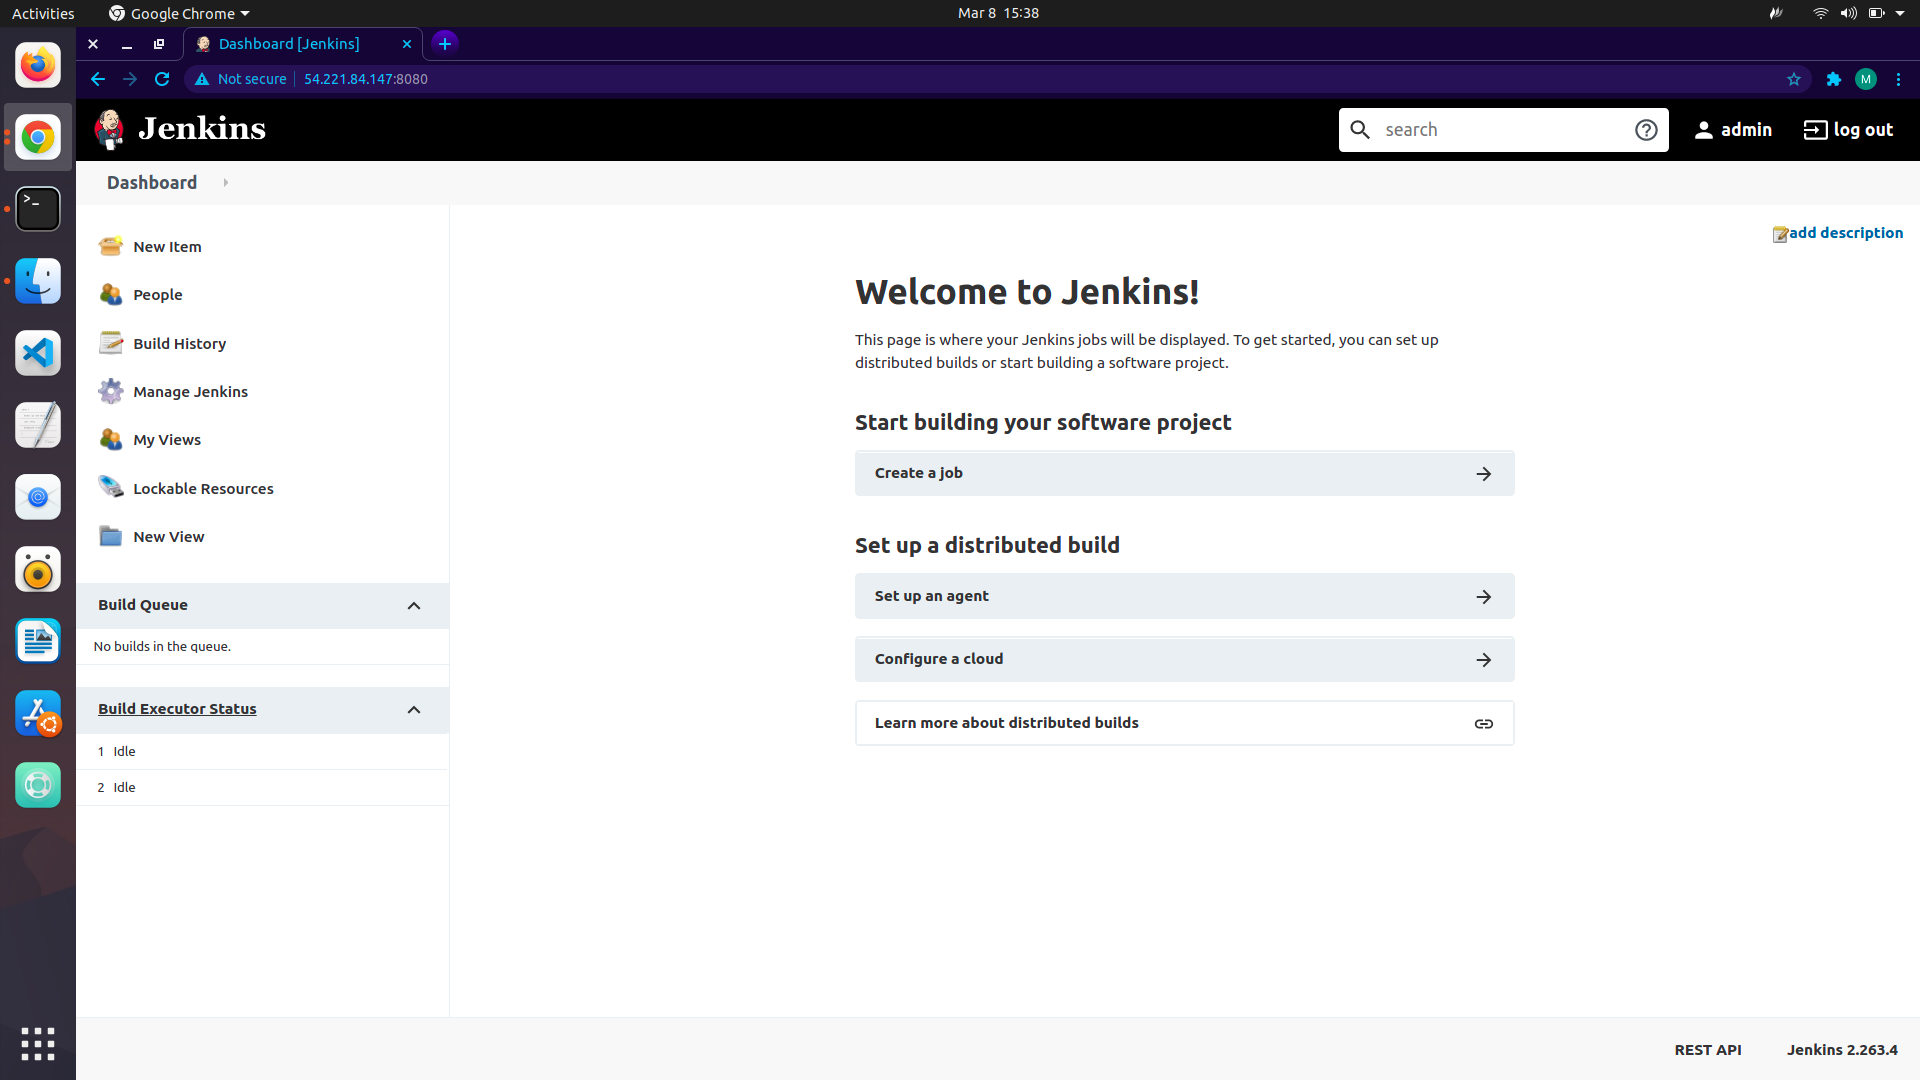 Activities
Google Chrome
Mar 8 15:38
Dashboard [Jenkins]
Not secure
54.221.84.147:8080
M
Jenkins
search
admin
log out
Dashboard
New Item
People
Build History
Manage Jenkins
My Views
Lockable Resources
New View
Build Queue
No builds in the queue.
Build Executor Status
1 Idle
2 Idle
add description
Welcome to Jenkins!
This page is where your Jenkins jobs will be displayed. To get started, you can set up
distributed builds or start building a software project.
Start building your software project
Create a job
Set up a distributed build
Set up an agent
Configure a cloud
Learn more about distributed builds
REST API
Jenkins 2.263.4